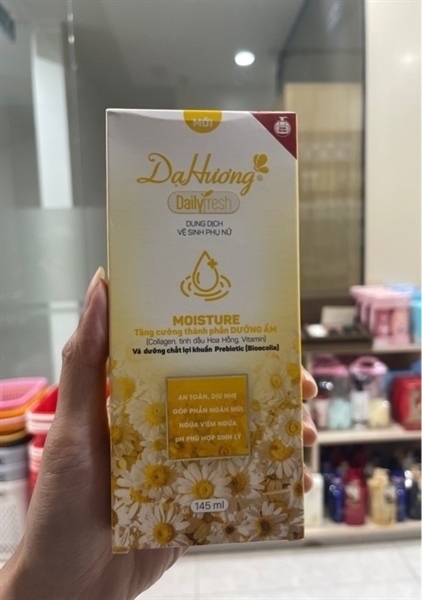 MỚI
DạHương
Dailyfresh
DUNG DỊCH
VỆ SINH PHỤ NỮ
MOISTURE
Tăng cường thành phần DƯỠNG ẨM
(Collagen, tinh dầu Hoa Hồng, Vitamin)
Và dưỡng chất lợi khuẩn Prebiotic (Bioecolia)
AN TOÀN, DỊU NHẸ
GÓP PHẦN NGĂN MÙI,
NGỪA VIÊM NGỨA
pH PHÙ HỢP SINH LÝ
145 ml